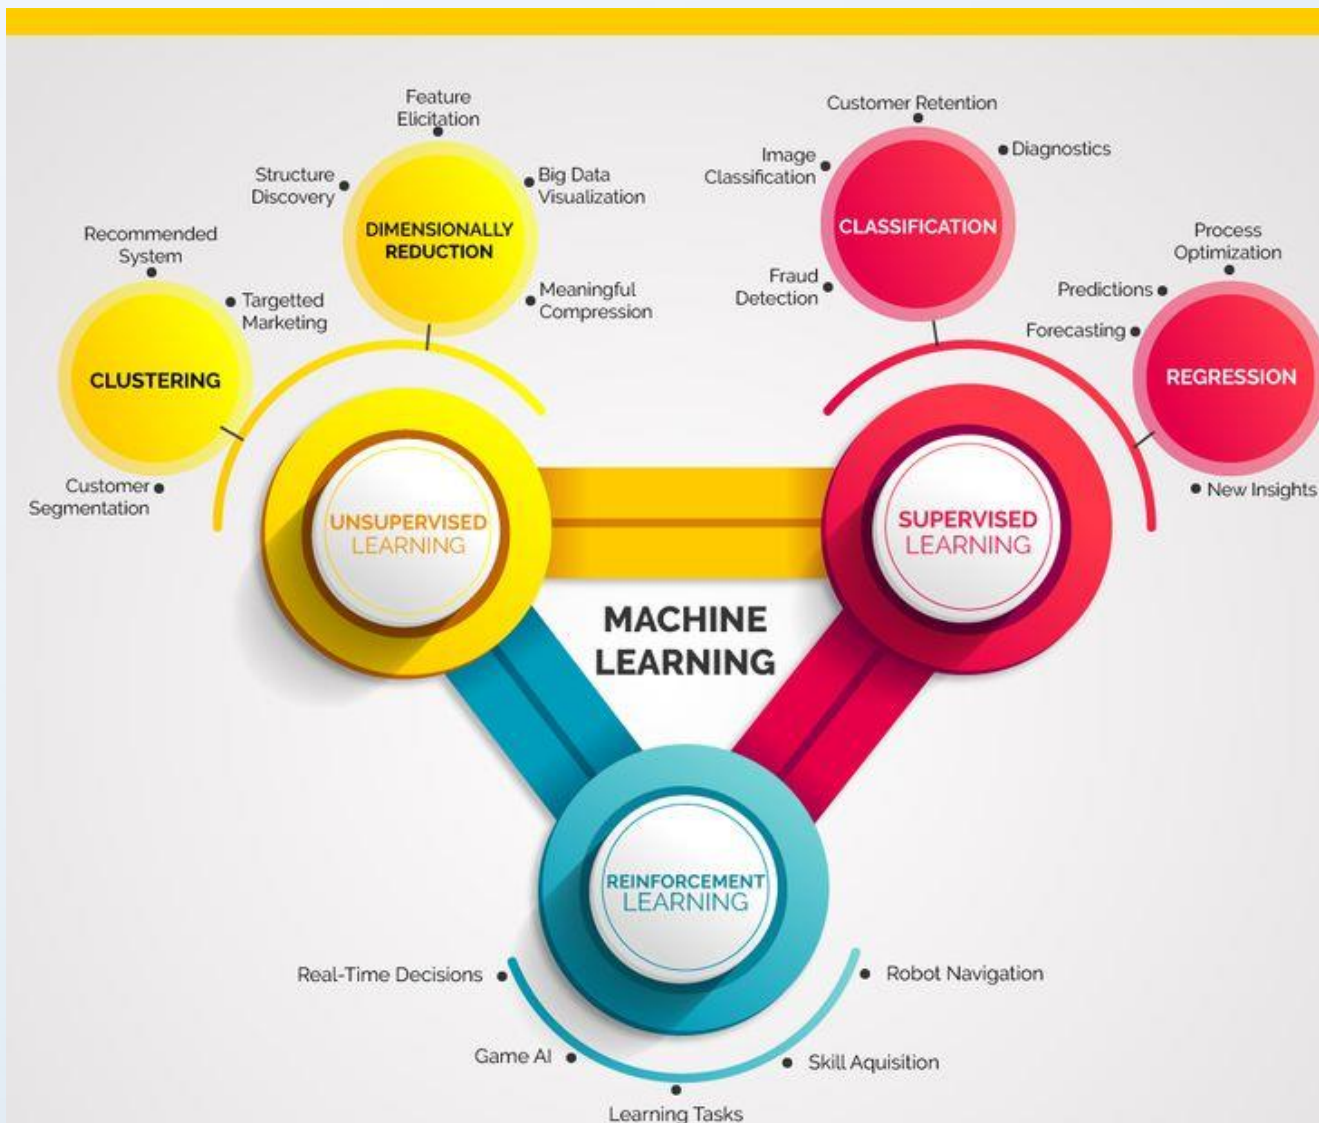 Feature
Elicitation
Structure
Discovery
Big Data
Visualization
DIMENSIONALLY
REDUCTION
Meaningful
Compression
Recommended
System
Targetted
Marketing
CLUSTERING
Customer
Segmentation
Customer Retention
Image
Classification
Diagnostics
CLASSIFICATION
Fraud
Detection
Process
Optimization
Predictions
Forecasting
REGRESSION
New Insights
UNSUPERVISED
LEARNING
SUPERVISED
LEARNING
MACHINE
LEARNING
REINFORCEMENT
LEARNING
Real-Time Decisions
Robot Navigation
Game AI
Skill Aquisition
Learning Tasks